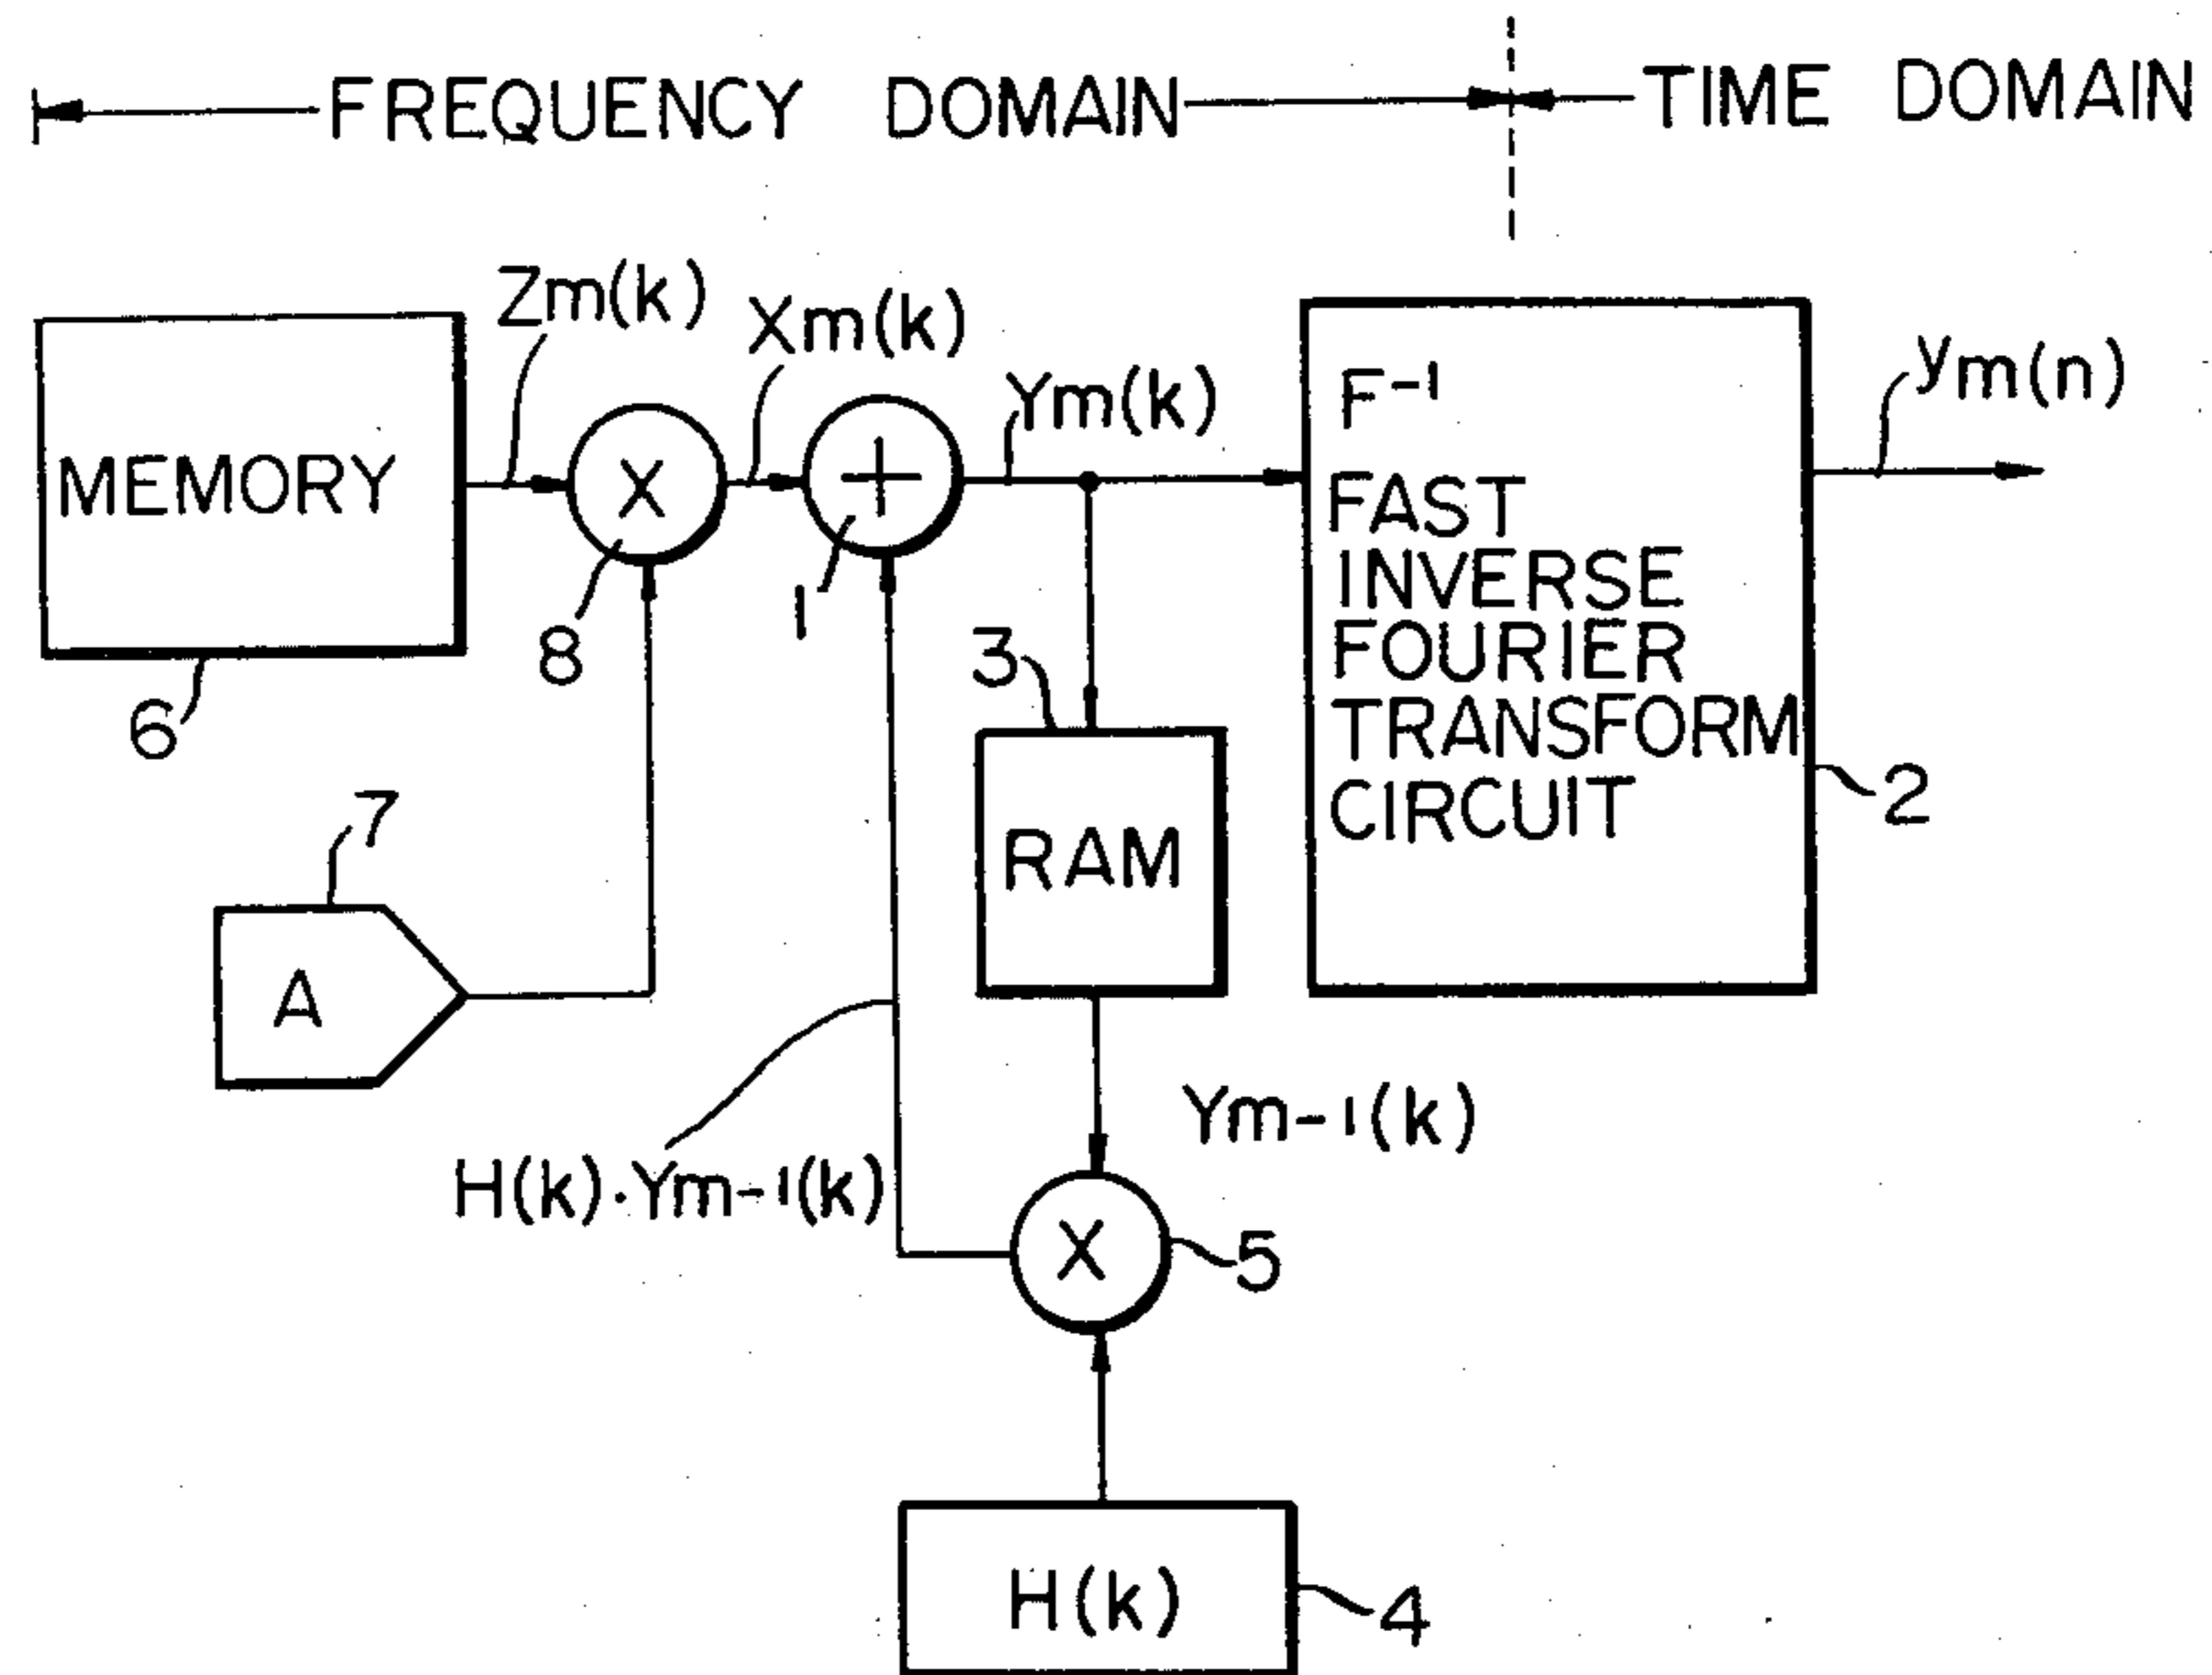 FREQUENCY DOMAIN
TIME DOMAIN
Zm(k)
Xm(k)
Ym(k)
ym(n)
MEMORY
X
+
F⁻¹
FAST
INVERSE
FOURIER
TRANSFORM
CIRCUIT
6
8
1
3
2
7
A
RAM
Ym-1(k)
H(k)·Ym-1(k)
X
5
H(k)
4